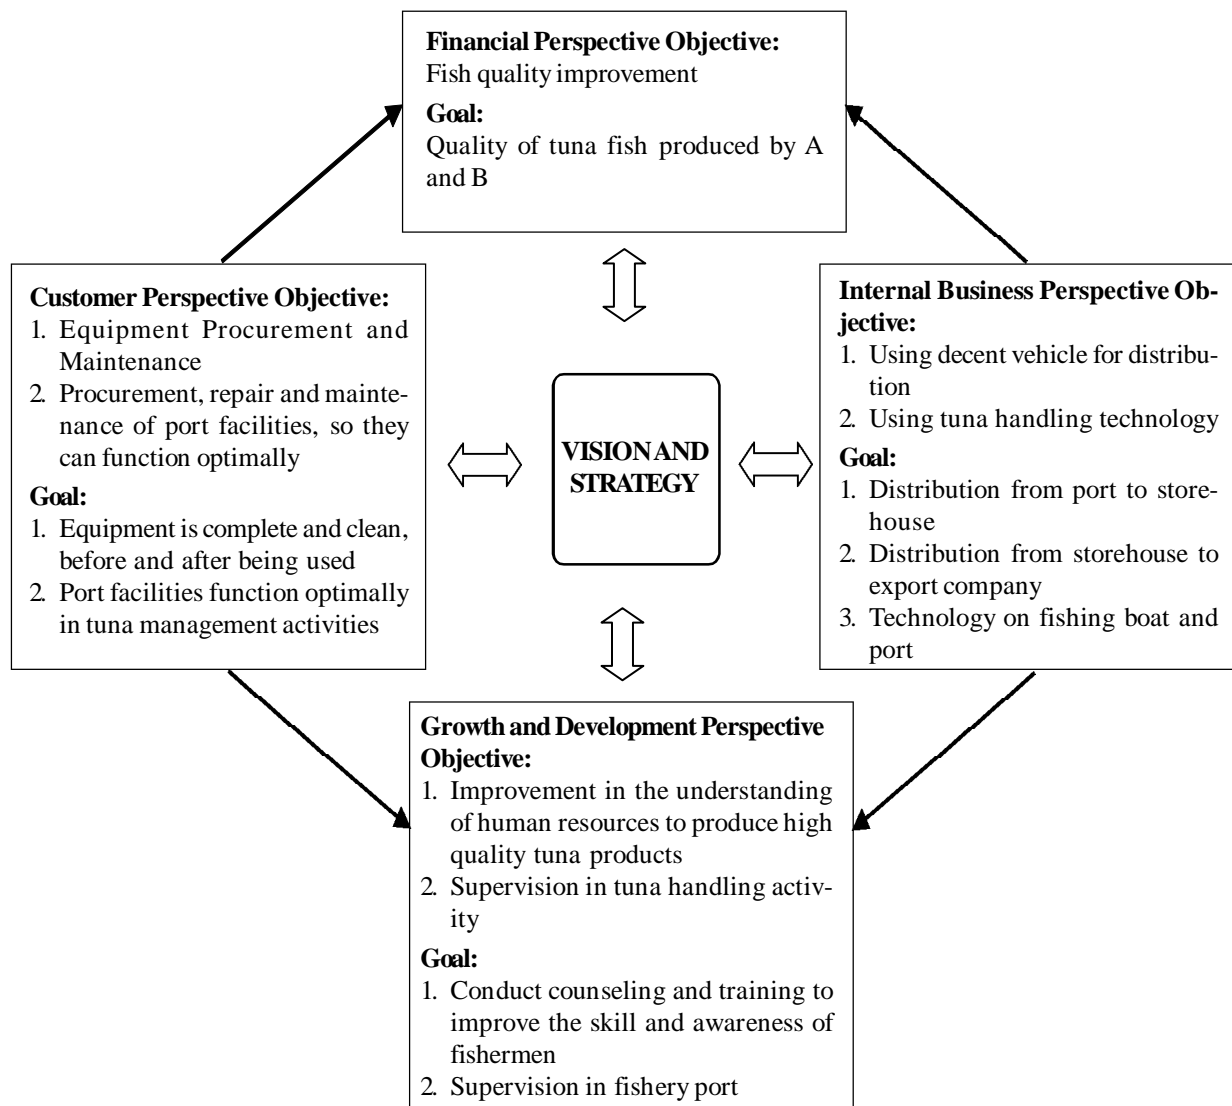 Financial Perspective Objective:
Fish quality improvement
Goal:
Quality of tuna fish produced by A
and B
Customer Perspective Objective:
1. Equipment Procurement and
Maintenance
2. Procurement, repair and mainte-
nance of port facilities, so they
can function optimally
Goal:
1. Equipment is complete and clean,
before and after being used
2. Port facilities function optimally
in tuna management activities
VISION AND
STRATEGY
Internal Business Perspective Ob-
jective:
1. Using decent vehicle for distribu-
tion
2. Using tuna handling technology
Goal:
1. Distribution from port to store-
house
2. Distribution from storehouse to
export company
3. Technology on fishing boat and
port
Growth and Development Perspective
Objective:
1. Improvement in the understanding
of human resources to produce high
quality tuna products
2. Supervision in tuna handling activ-
ity
Goal:
1. Conduct counseling and training to
improve the skill and awareness of
fishermen
2. Supervision in fishery port